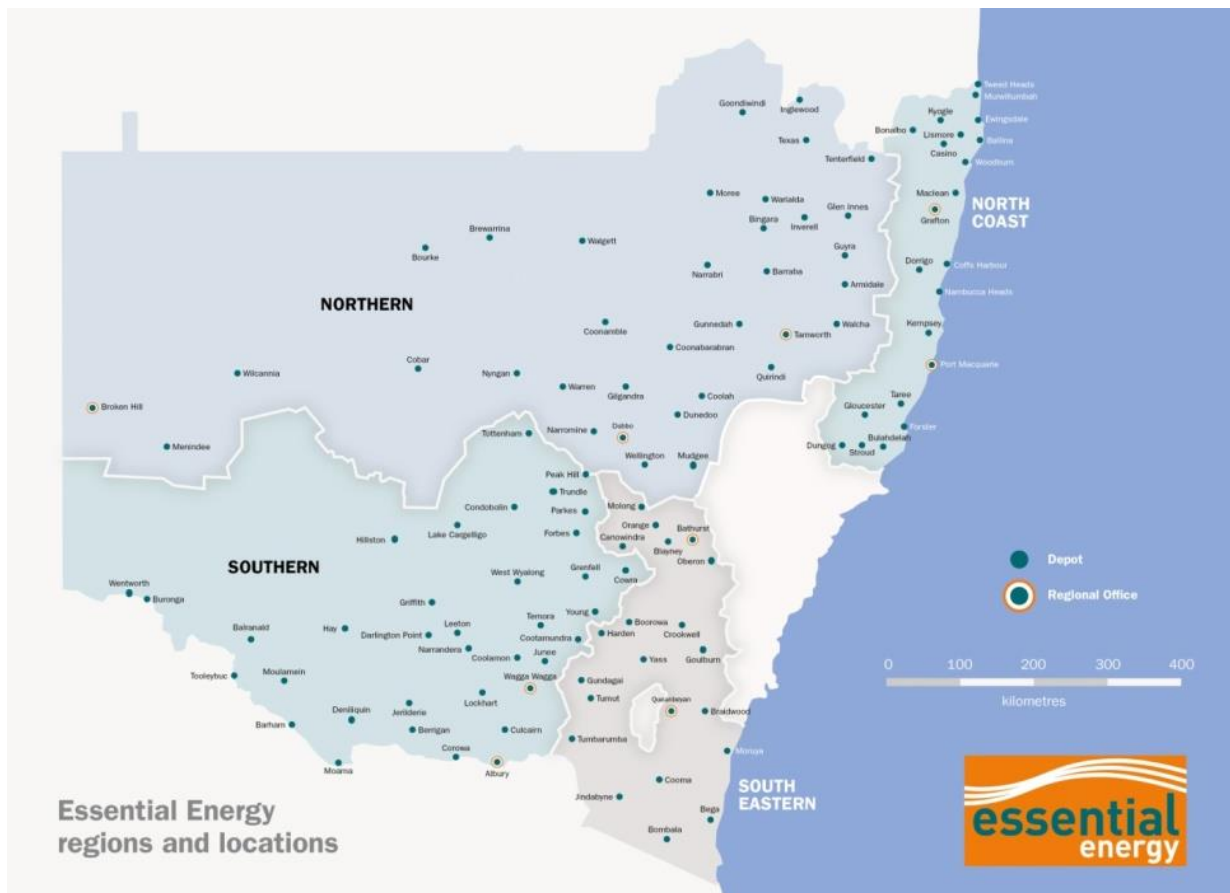 Tweed Heads
Murwillumbah
Goondiwindi
Inglewood
Kyogle
Ewingsdale
Bonalbo
Lismore
Ballina
Texas
Casino
Tenterfield
Woodburn
Moree
Warialda
Maclean
NORTH
COAST
Glen Innes
Bingara
Inverell
Grafton
Brewarrina
Walgett
Bourke
Guyra
Narrabri
Barraba
Dorrigo
Coffs Harbour
Armidale
Nambucca Heads
NORTHERN
Coonamble
Gunnedah
Walcha
Kempsey
Tamworth
Coonabarabran
Cobar
Port Macquarie
Wilcannia
Nyngan
Quirindi
Warren
Gilgandra
Coolah
Taree
Broken Hill
Gloucester
Dunedoo
Forster
Tottenham
Narromine
Dubbo
Menindee
Dungog
Stroud
Bulahdelah
Wellington
Mudgee
Peak Hill
Trundle
Condobolin
Parkes
Molong
Orange
Bathurst
Lake Cargelligo
Forbes
Canowindra
Hillston
Blayney
Oberon
Depot
SOUTHERN
West Wyalong
Grenfell
Cowra
Wentworth
Buronga
Regional Office
Griffith
Young
Temora
Boorowa
Balranald
Hay
Leeton
Darlington Point
Cootamundra
Harden
Crookwell
Narrandera
Coolamon
Junee
Yass
Goulburn
0 100 200 300 400
Tooleybuc
Moulamein
Wagga Wagga
Gundagai
kilometres
Lockhart
Tumut
Queanbeyan
Jerilderie
Deniliquin
Braidwood
Barham
Berrigan
Culcairn
Tumbarumba
Moruya
Corowa
Moama
Albury
Cooma
SOUTH
EASTERN
Jindabyne
Bega
Bombala
Essential Energy
regions and locations
essential
energy